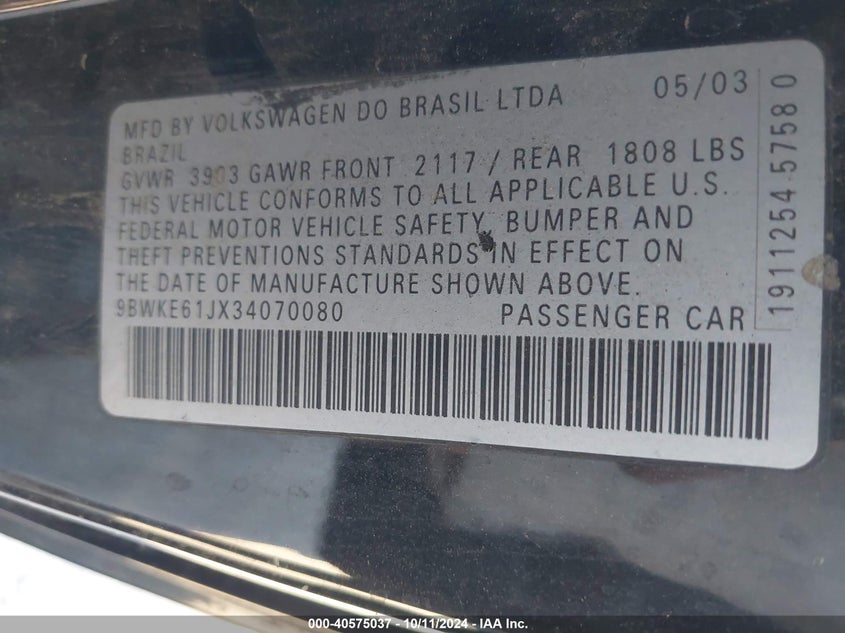 MFD BY VOLKSWAGEN DO BRASIL LTDA 05/03
BRAZIL
GVWR 3903 GAWR FRONT 2117 / REAR 1808 LBS
THIS VEHICLE CONFORMS TO ALL APPLICABLE U.S.
FEDERAL MOTOR VEHICLE SAFETY, BUMPER AND
THEFT PREVENTIONS STANDARDS IN EFFECT ON
THE DATE OF MANUFACTURE SHOWN ABOVE.
9BWKE61JX34070080 PASSENGER CAR
1911254 5758 0
000-40575037 - 10/11/2024 - IAA Inc.